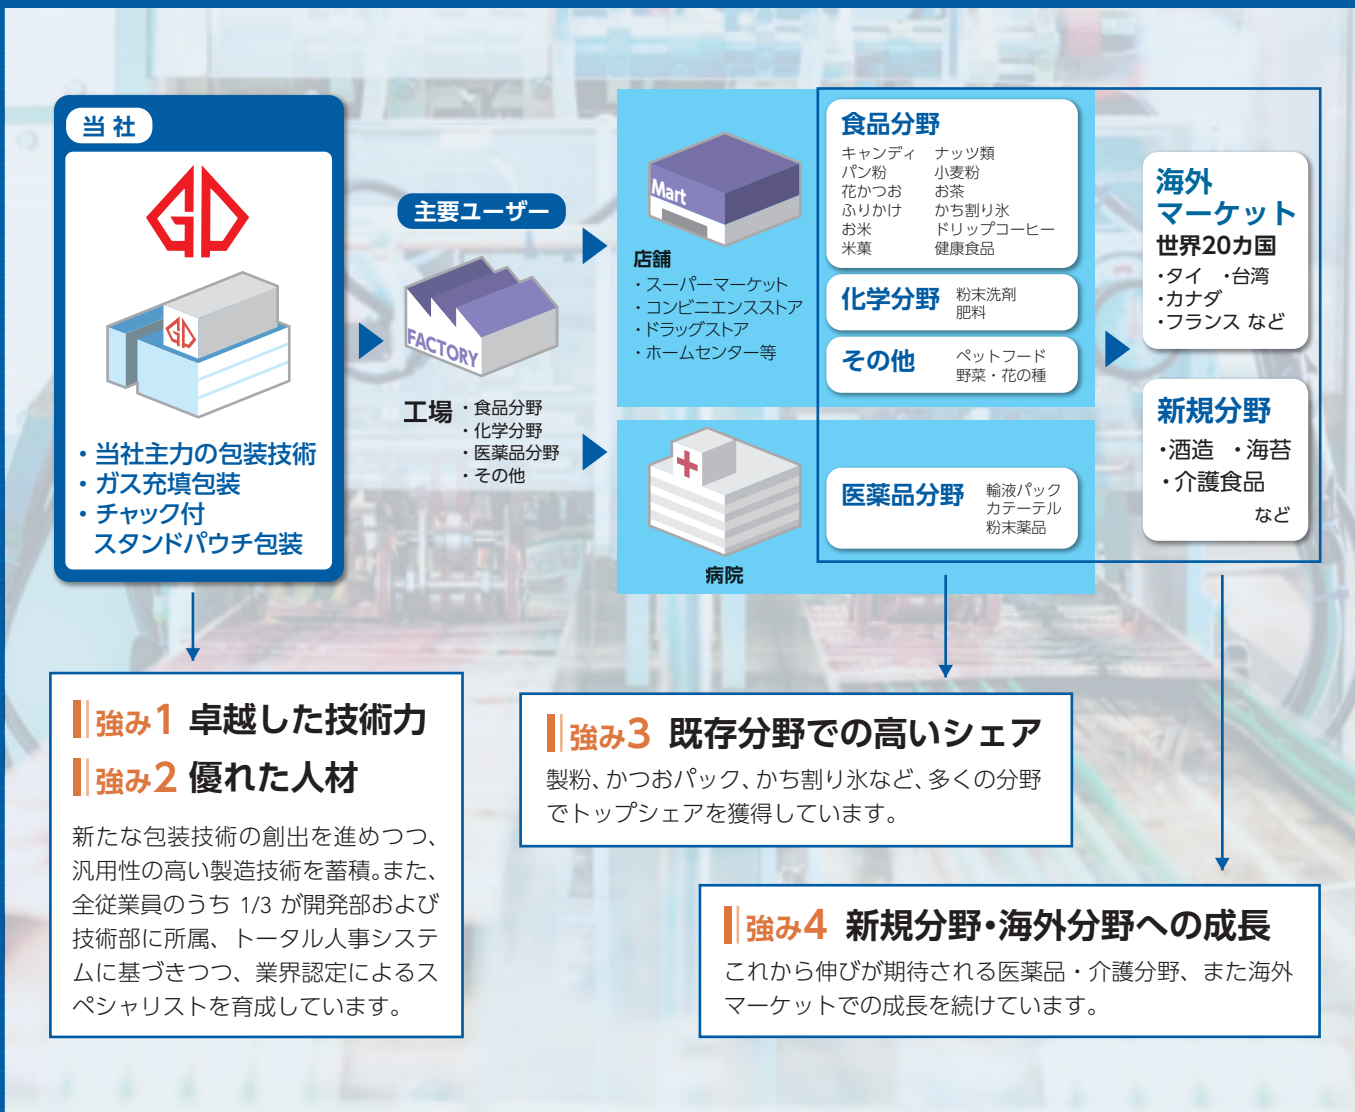 当社
GD
GD
・当社主力の包装技術
・ガス充填包装
・チャック付
スタンドパウチ包装
主要ユーザー
FACTORY
工場
・食品分野
・化学分野
・医薬品分野
・その他
Mart
店舗
・スーパーマーケット
・コンビニエンスストア
・ドラッグストア
・ホームセンター等
病院
食品分野
キャンディ ナッツ類
パン粉 小麦粉
花かつお お茶
ふりかけ かち割り氷
お米 ドリップコーヒー
米菓 健康食品
化学分野
粉末洗剤
肥料
その他
ペットフード
野菜・花の種
医薬品分野
輸液パック
カテーテル
粉末薬品
海外
マーケット
世界20カ国
・タイ ・台湾
・カナダ
・フランス など
新規分野
・酒造 ・海苔
・介護食品
など
強み1 卓越した技術力
強み2 優れた人材
新たな包装技術の創出を進めつつ、
汎用性の高い製造技術を蓄積。また、
全従業員のうち 1/3 が開発部および
技術部に所属、トータル人事システ
ムに基づきつつ、業界認定によるス
ペシャリストを育成しています。
強み3 既存分野での高いシェア
製粉、かつおパック、かち割り氷など、多くの分野
でトップシェアを獲得しています。
強み4 新規分野・海外分野への成長
これから伸びが期待される医薬品・介護分野、また海外
マーケットでの成長を続けています。